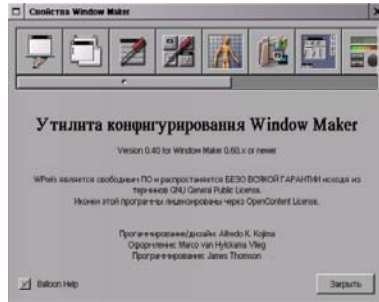 Свойства Window Maker
Утилита конфигурирования Window Maker
Version 0.40 for Window Maker 0.60.x or newer
WPrefs является свободным ПО и распространяется БЕЗО ВСЯКОЙ ГАРАНТИИ исходя из
терминов GNU General Public License.
Иконки этой программы лицензированы через OpenContent License.
Программирование/дизайн: Alfredo K. Kojima
Оформление: Marco van Hylckama Vlieg
Программирование: James Thomson
Balloon Help
Закрыть